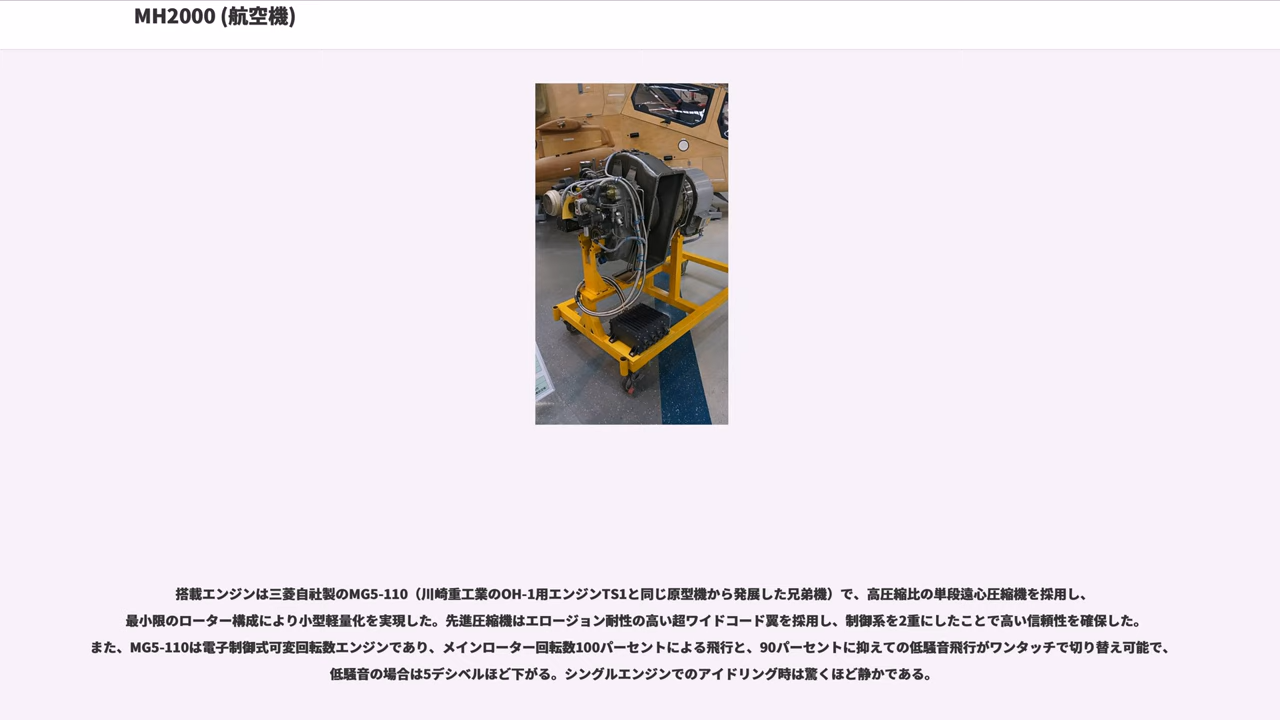 MH2000 (航空機)
搭載エンジンは三菱自社製のMG5-110（川崎重工業のOH-1用エンジンTS1と同じ原型機から発展した兄弟機）で、高圧縮比の単段遠心圧縮機を採用し、
最小限のローター構成により小型軽量化を実現した。先進圧縮機はエロージョン耐性の高い超ワイドコード翼を採用し、制御系を2重にしたことで高い信頼性を確保した。
また、MG5-110は電子制御式可変回転数エンジンであり、メインローター回転数100パーセントによる飛行と、90パーセントに抑えての低騒音飛行がワンタッチで切り替え可能で、
低騒音の場合は5デシベルほど下がる。シングルエンジンでのアイドリング時は驚くほど静かである。